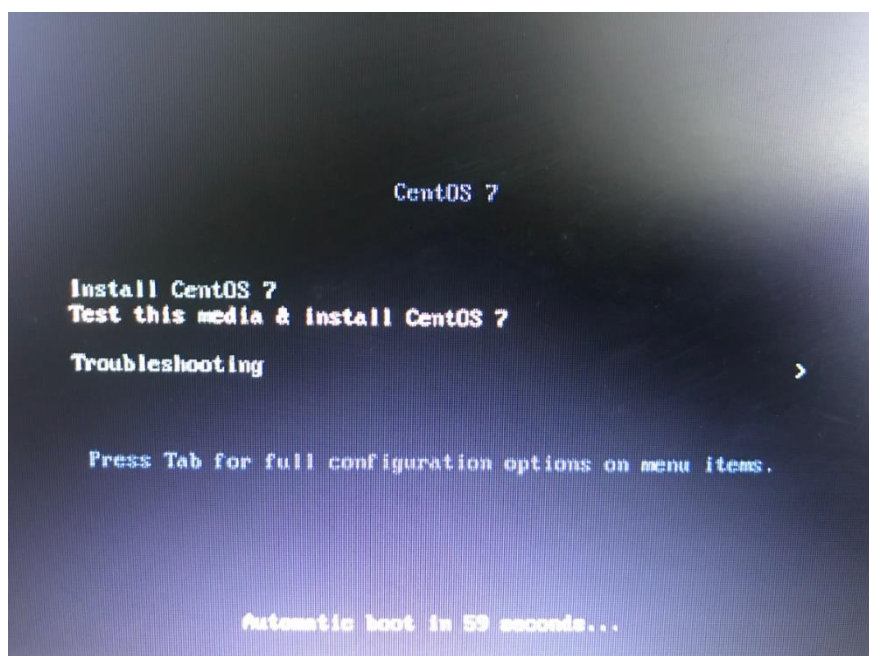 CentOS 7
Install CentOS 7
Test this media & install CentOS 7
Troubleshooting >
Press Tab for full configuration options on menu items.
Automatic boot in 59 seconds...